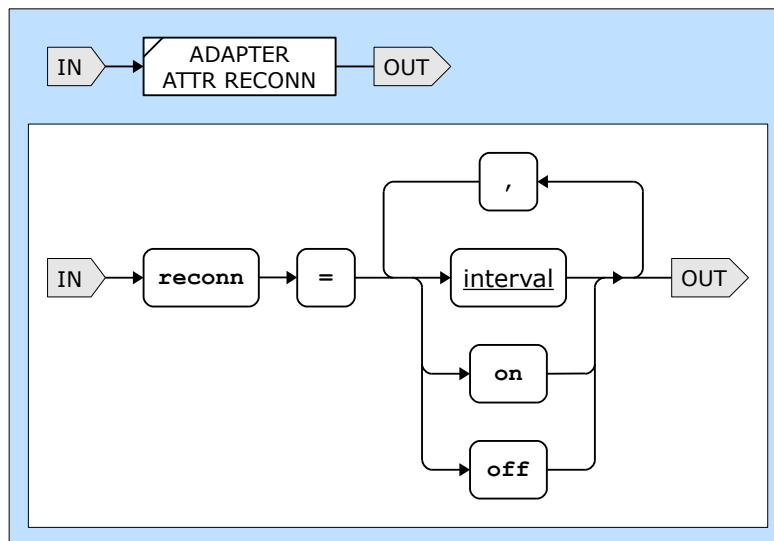 IN
ADAPTER
ATTR RECONN
OUT
,
IN
reconn
=
interval
OUT
on
off